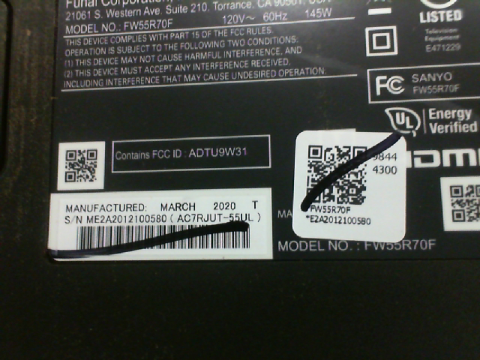 Funai Corporation
21061 S. Western Ave. Suite 210, Torrance, CA 90501, USA
MODEL NO.: FW55R70F 120V~ 60Hz 145W
THIS DEVICE COMPLIES WITH PART 15 OF THE FCC RULES.
OPERATION IS SUBJECT TO THE FOLLOWING TWO CONDITIONS:
(1) THIS DEVICE MAY NOT CAUSE HARMFUL INTERFERENCE, AND
(2) THIS DEVICE MUST ACCEPT ANY INTERFERENCE RECEIVED,
INCLUDING INTERFERENCE THAT MAY CAUSE UNDESIRED OPERATION.
LISTED
Television
Equipment
E471229
FC SANYO
FW55R70F
UL Energy
Verified
Contains FCC ID : ADTU9W31
HDMI
MANUFACTURED: MARCH 2020 T
S/N ME2A2012100580 ( AC7RJUT-55UL )
9844
4300
FW55R70F
*E2A2012100580
MA
MODEL NO. : FW55R70F